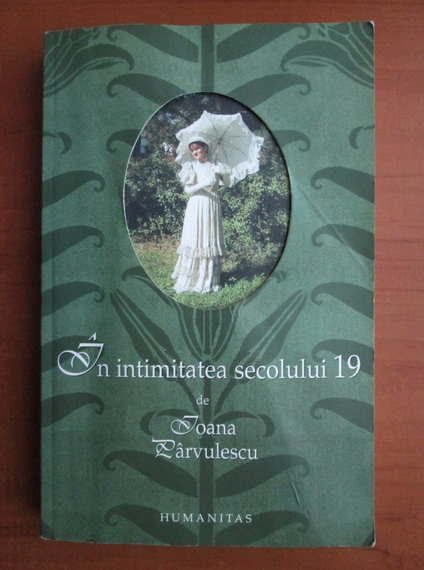 În intimitatea secolului 19
de
Ioana
Pârvulescu
HUMANITAS